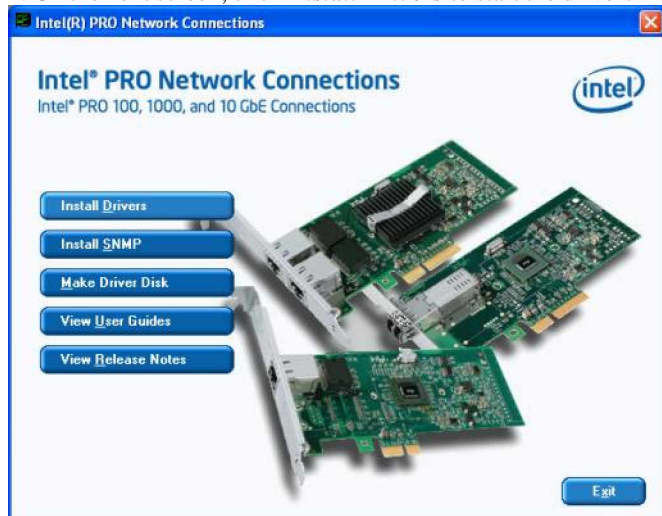 Intel(R) PRO Network Connections
Intel® PRO Network Connections
Intel® PRO 100, 1000, and 10 GbE Connections
intel
Install Drivers
Install SNMP
Make Driver Disk
View User Guides
View Release Notes
Exit